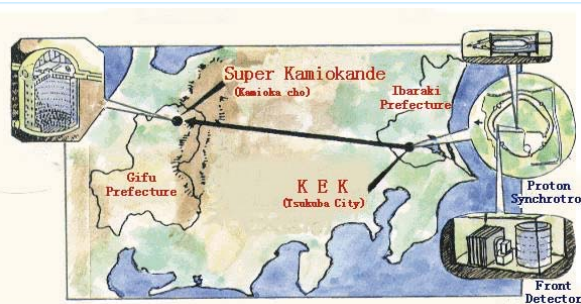 Super Kamiokande
(Kamioka cho)
Ibaraki
Prefecture
Gifu
Prefecture
K E K
(Tsukuba City)
Proton
Synchrotro
Front
Detector